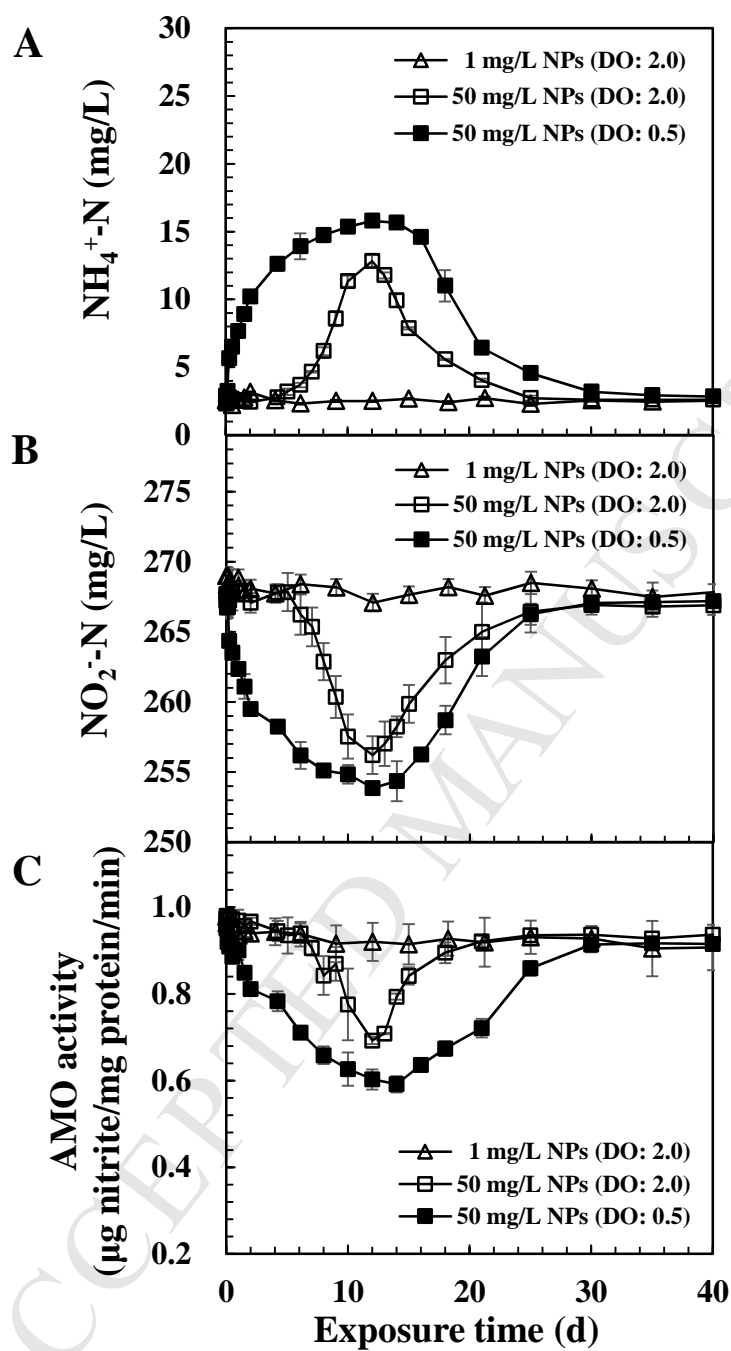 A
30
25
20
15
10
5
0
NH₄⁺-N (mg/L)
1 mg/L NPs (DO: 2.0)
50 mg/L NPs (DO: 2.0)
50 mg/L NPs (DO: 0.5)
B
275
270
265
260
255
250
NO₂⁻-N (mg/L)
1 mg/L NPs (DO: 2.0)
50 mg/L NPs (DO: 2.0)
50 mg/L NPs (DO: 0.5)
C
1.0
0.8
0.6
0.4
0.2
AMO activity
(µg nitrite/mg protein/min)
1 mg/L NPs (DO: 2.0)
50 mg/L NPs (DO: 2.0)
50 mg/L NPs (DO: 0.5)
0 10 20 30 40
Exposure time (d)
CCEPTED MANUSC